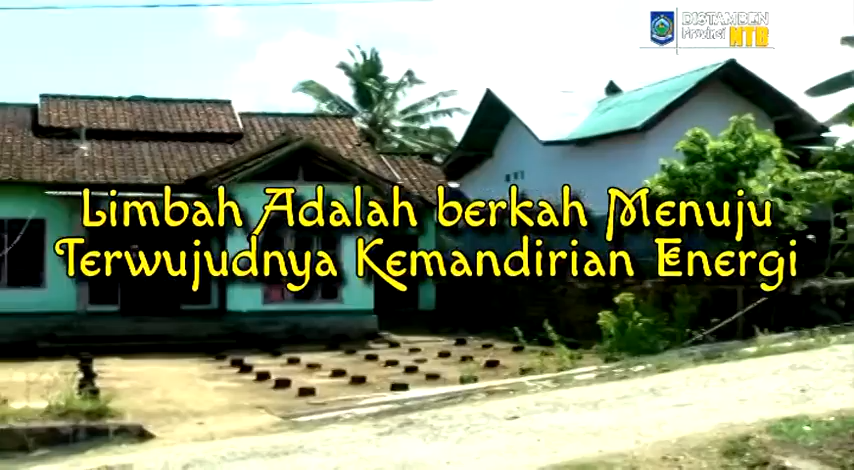 DISTAMBEN
Provinsi NTB
Limbah Adalah berkah Menuju
Terwujudnya Kemandirian Energi